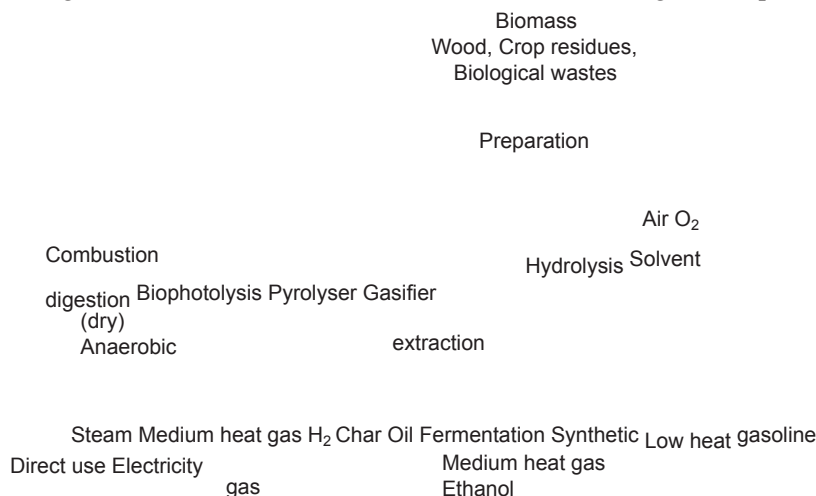 Biomass
Wood, Crop residues,
Biological wastes
Preparation
Air O₂
Combustion
Hydrolysis Solvent
digestion Biophotolysis Pyrolyser Gasifier
(dry)
Anaerobic extraction
Steam Medium heat gas H₂ Char Oil Fermentation Synthetic Low heat gasoline
Direct use Electricity Medium heat gas
gas Ethanol